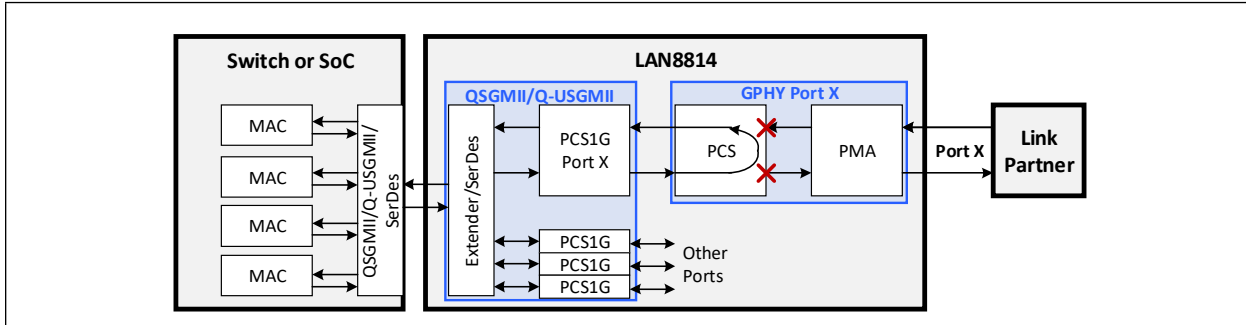 Switch or SoC
MAC
MAC
MAC
MAC
QSGMII/Q-USGMII/
SerDes
LAN8814
QSGMII/Q-USGMII
Extender/SerDes
PCS1G
Port X
PCS1G
PCS1G
PCS1G
Other
Ports
GPHY Port X
PCS
PMA
Port X
Link
Partner